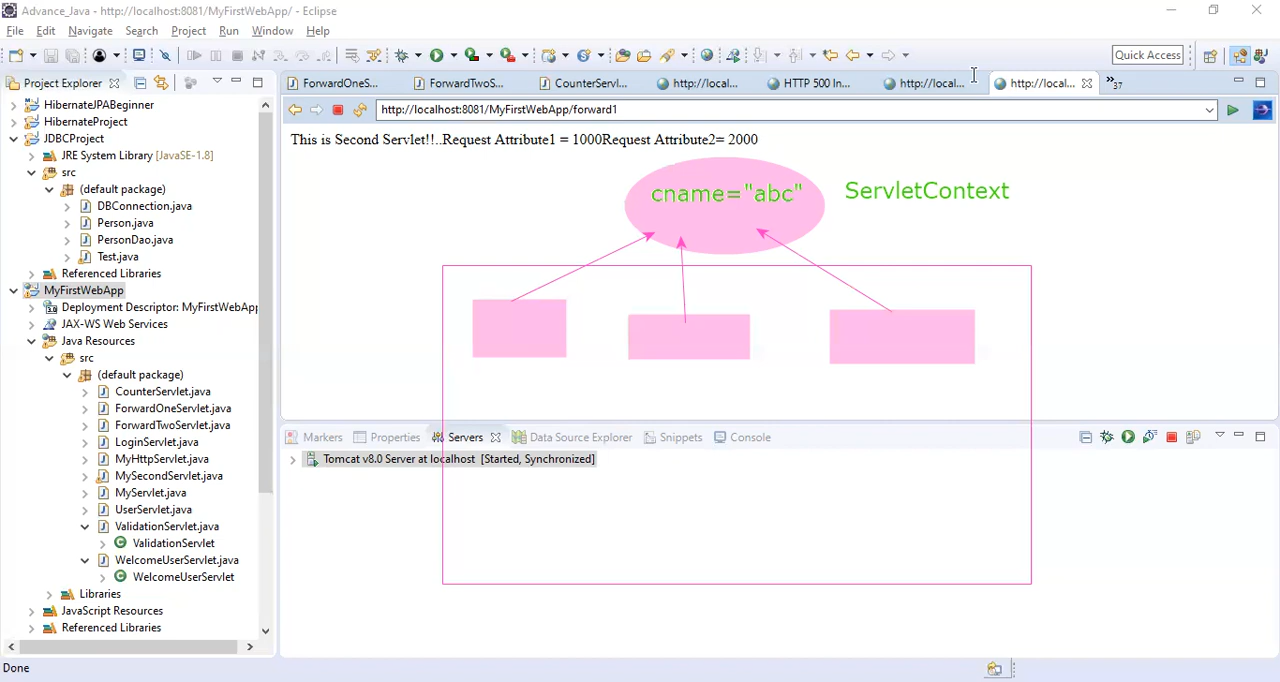 Advance_Java - http://localhost:8081/MyFirstWebApp/ - Eclipse
File Edit Navigate Search Project Run Window Help
Quick Access
Project Explorer
ForwardOneS... ForwardTwoS... CounterServl... http://local... HTTP 500 In... http://local... http://local... »37
http://localhost:8081/MyFirstWebApp/forward1
HibernateJPABeginner
HibernateProject
JDBCProject
JRE System Library [JavaSE-1.8]
src
(default package)
DBConnection.java
Person.java
PersonDao.java
Test.java
Referenced Libraries
MyFirstWebApp
Deployment Descriptor: MyFirstWebApp
JAX-WS Web Services
Java Resources
src
(default package)
CounterServlet.java
ForwardOneServlet.java
ForwardTwoServlet.java
LoginServlet.java
MyHttpServlet.java
MySecondServlet.java
MyServlet.java
UserServlet.java
ValidationServlet.java
ValidationServlet
WelcomeUserServlet.java
WelcomeUserServlet
Libraries
JavaScript Resources
Referenced Libraries
This is Second Servlet!!..Request Attribute1 = 1000Request Attribute2= 2000
cname="abc" ServletContext
Markers Properties Servers Data Source Explorer Snippets Console
Tomcat v8.0 Server at localhost [Started, Synchronized]
Done